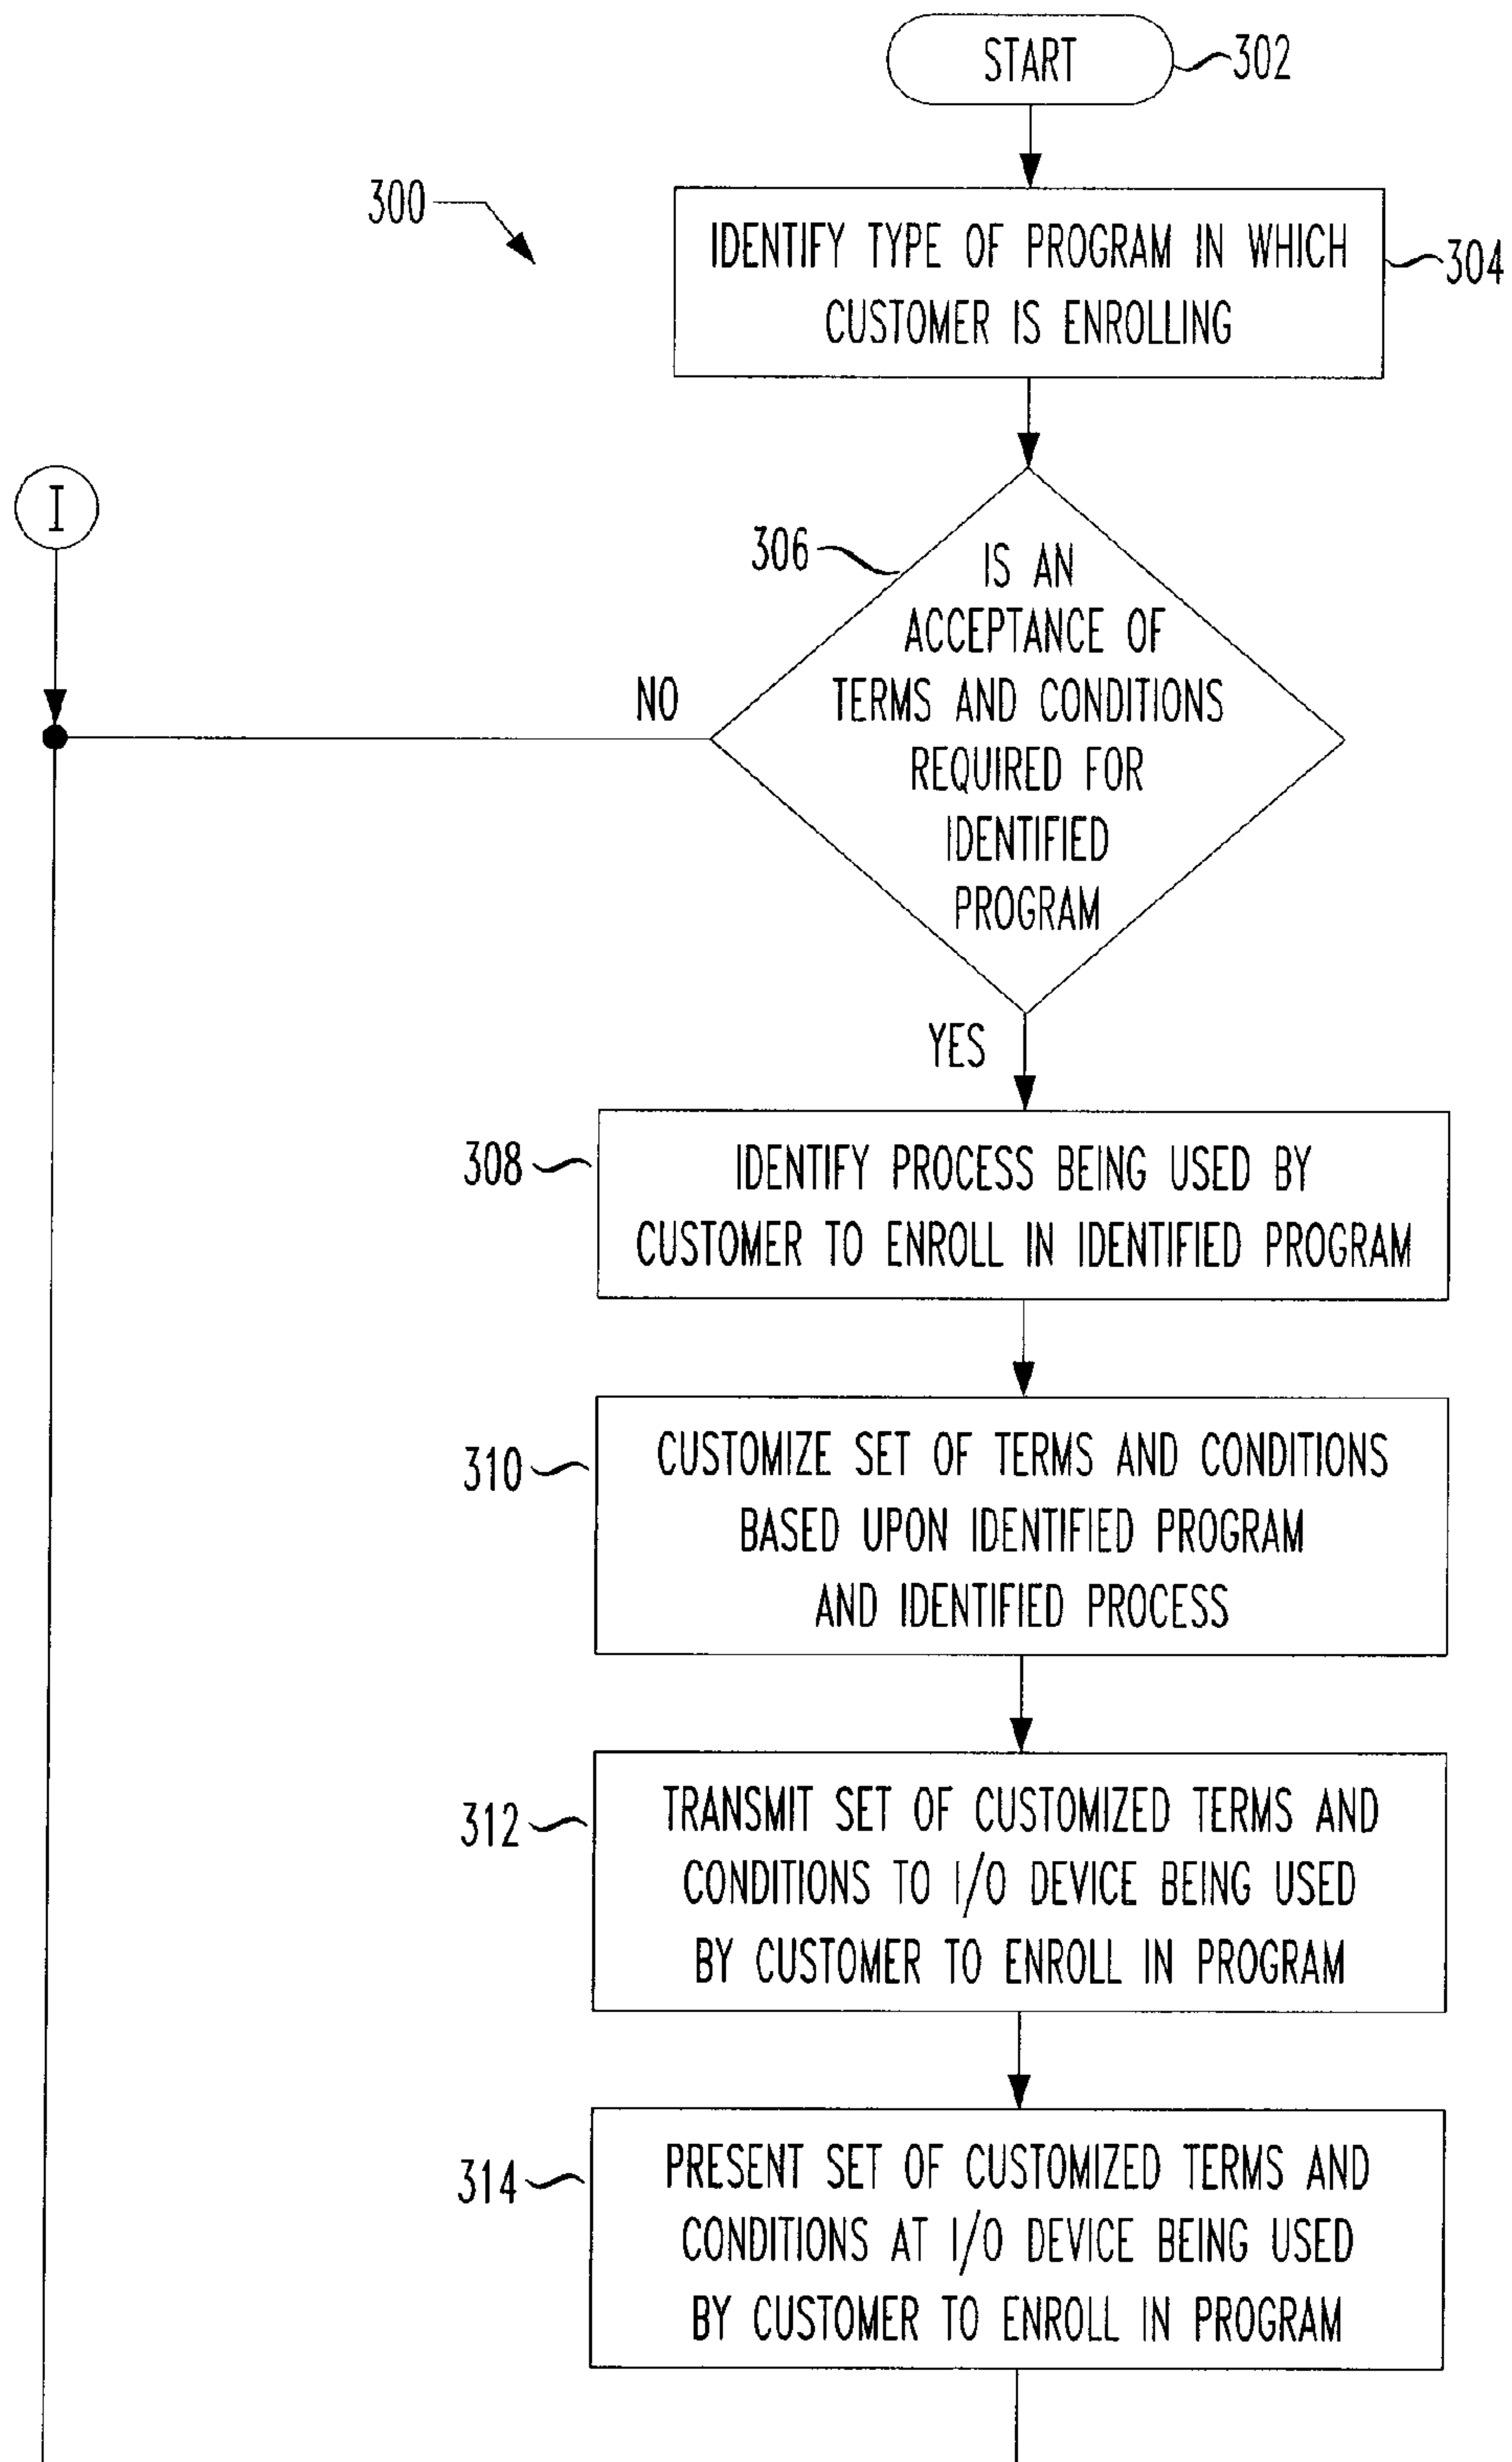 START
302
300
IDENTIFY TYPE OF PROGRAM IN WHICH
CUSTOMER IS ENROLLING
304
I
306
IS AN
ACCEPTANCE OF
TERMS AND CONDITIONS
REQUIRED FOR
IDENTIFIED
PROGRAM
NO
YES
308
IDENTIFY PROCESS BEING USED BY
CUSTOMER TO ENROLL IN IDENTIFIED PROGRAM
310
CUSTOMIZE SET OF TERMS AND CONDITIONS
BASED UPON IDENTIFIED PROGRAM
AND IDENTIFIED PROCESS
312
TRANSMIT SET OF CUSTOMIZED TERMS AND
CONDITIONS TO I/O DEVICE BEING USED
BY CUSTOMER TO ENROLL IN PROGRAM
314
PRESENT SET OF CUSTOMIZED TERMS AND
CONDITIONS AT I/O DEVICE BEING USED
BY CUSTOMER TO ENROLL IN PROGRAM